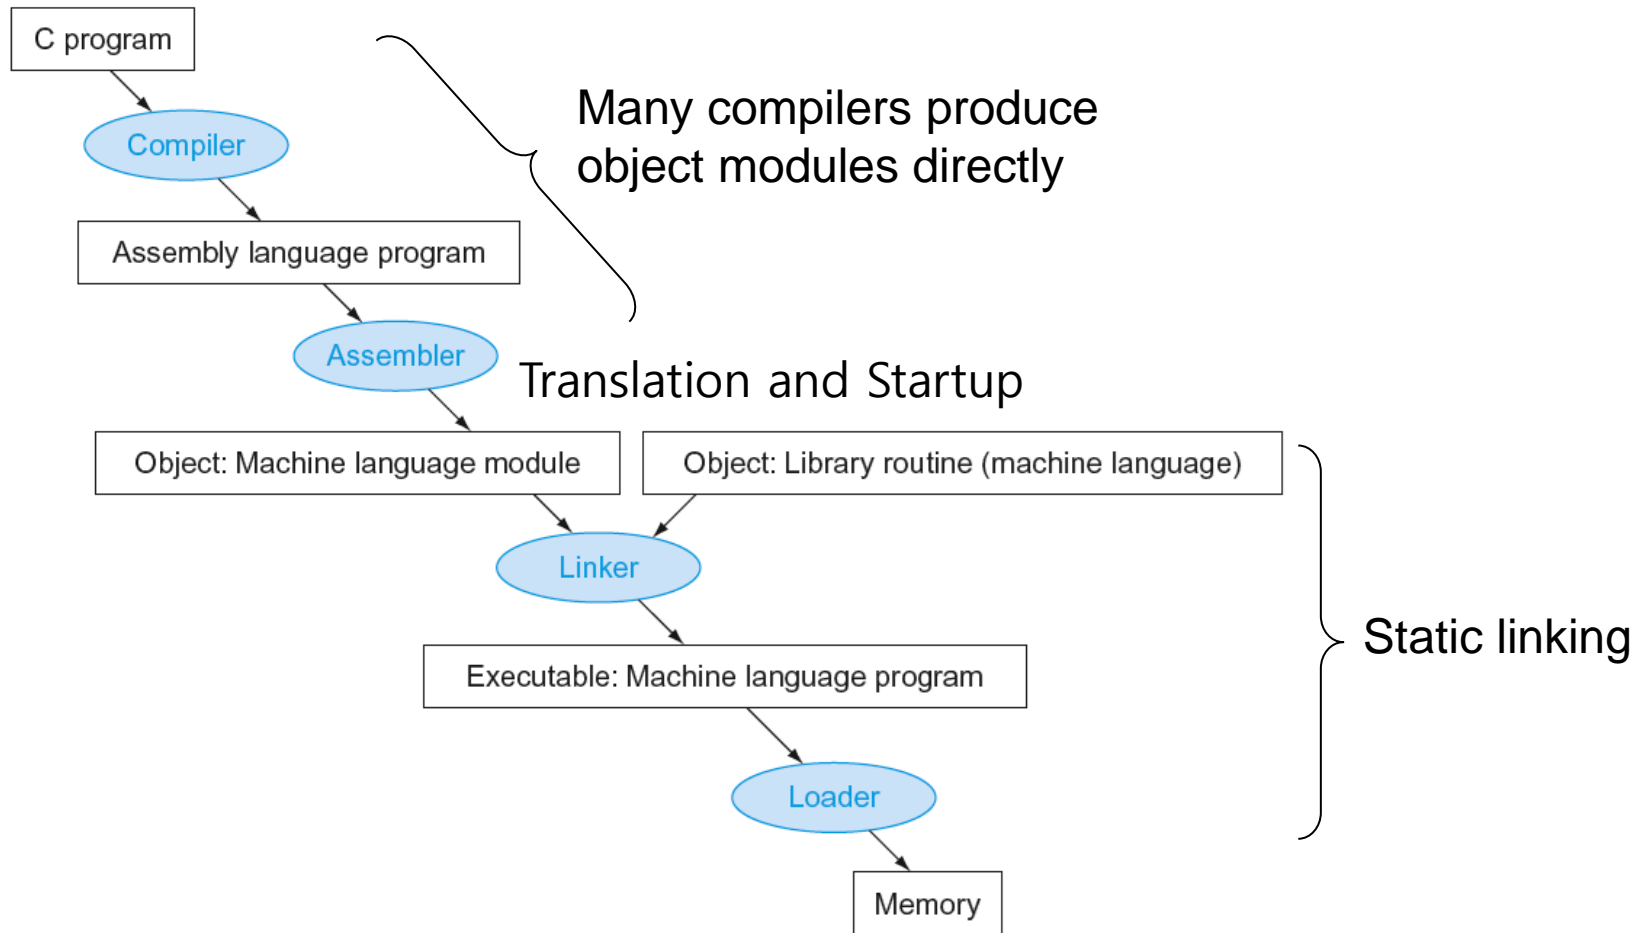 C program
Many compilers produce
object modules directly
Compiler
Assembly language program
Assembler
Translation and Startup
Object: Machine language module
Object: Library routine (machine language)
Linker
Static linking
Executable: Machine language program
Loader
Memory